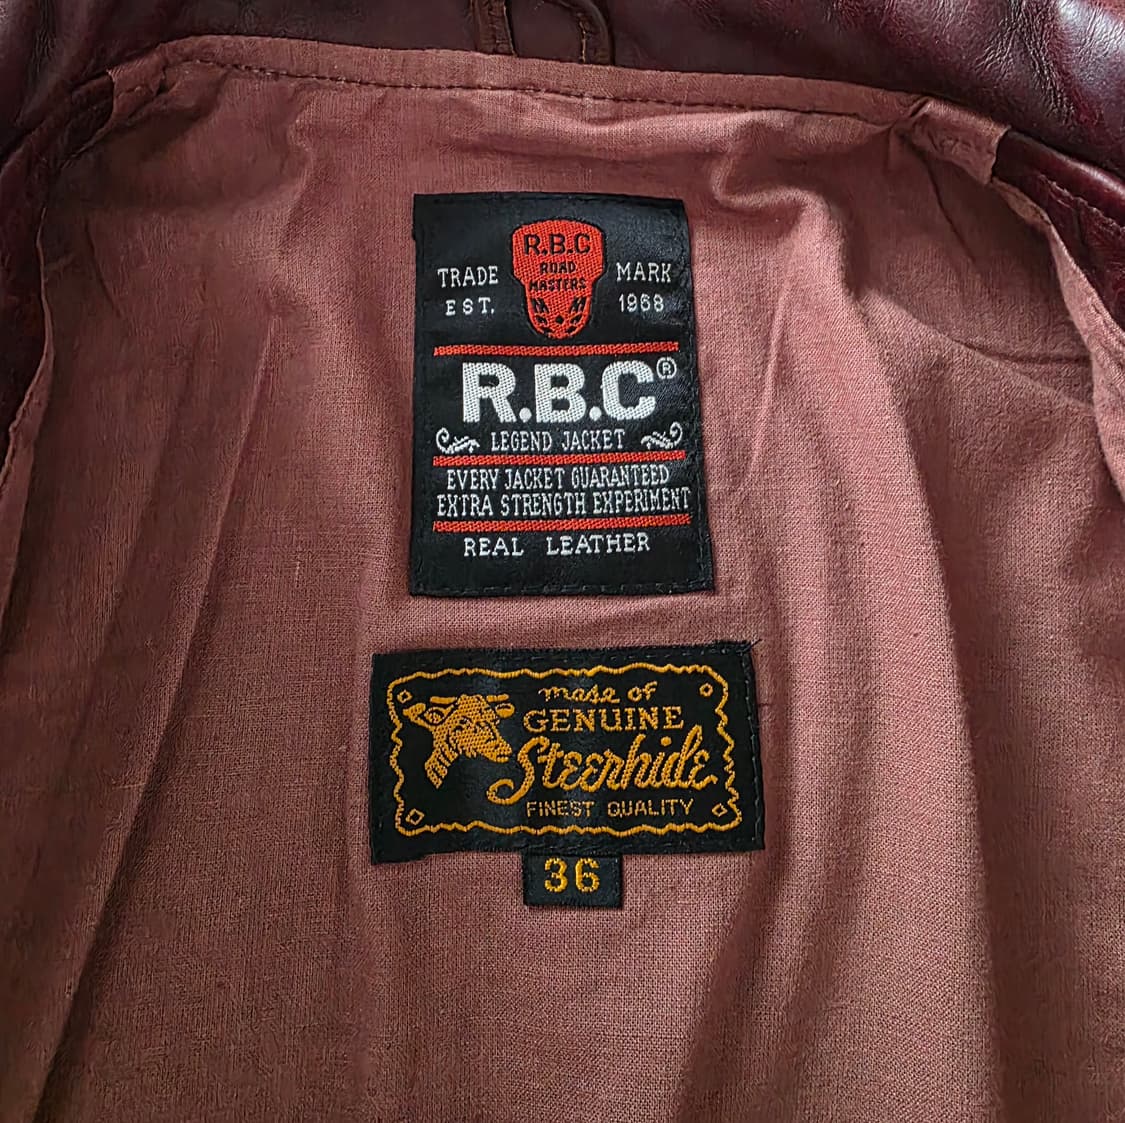 R.B.C
ROAD
MASTERS
TRADE MARK
EST. 1968
R.B.C®
LEGEND JACKET
EVERY JACKET GUARANTEED
EXTRA STRENGTH EXPERIMENT
REAL LEATHER
made of
GENUINE
Steerhide
FINEST QUALITY
36